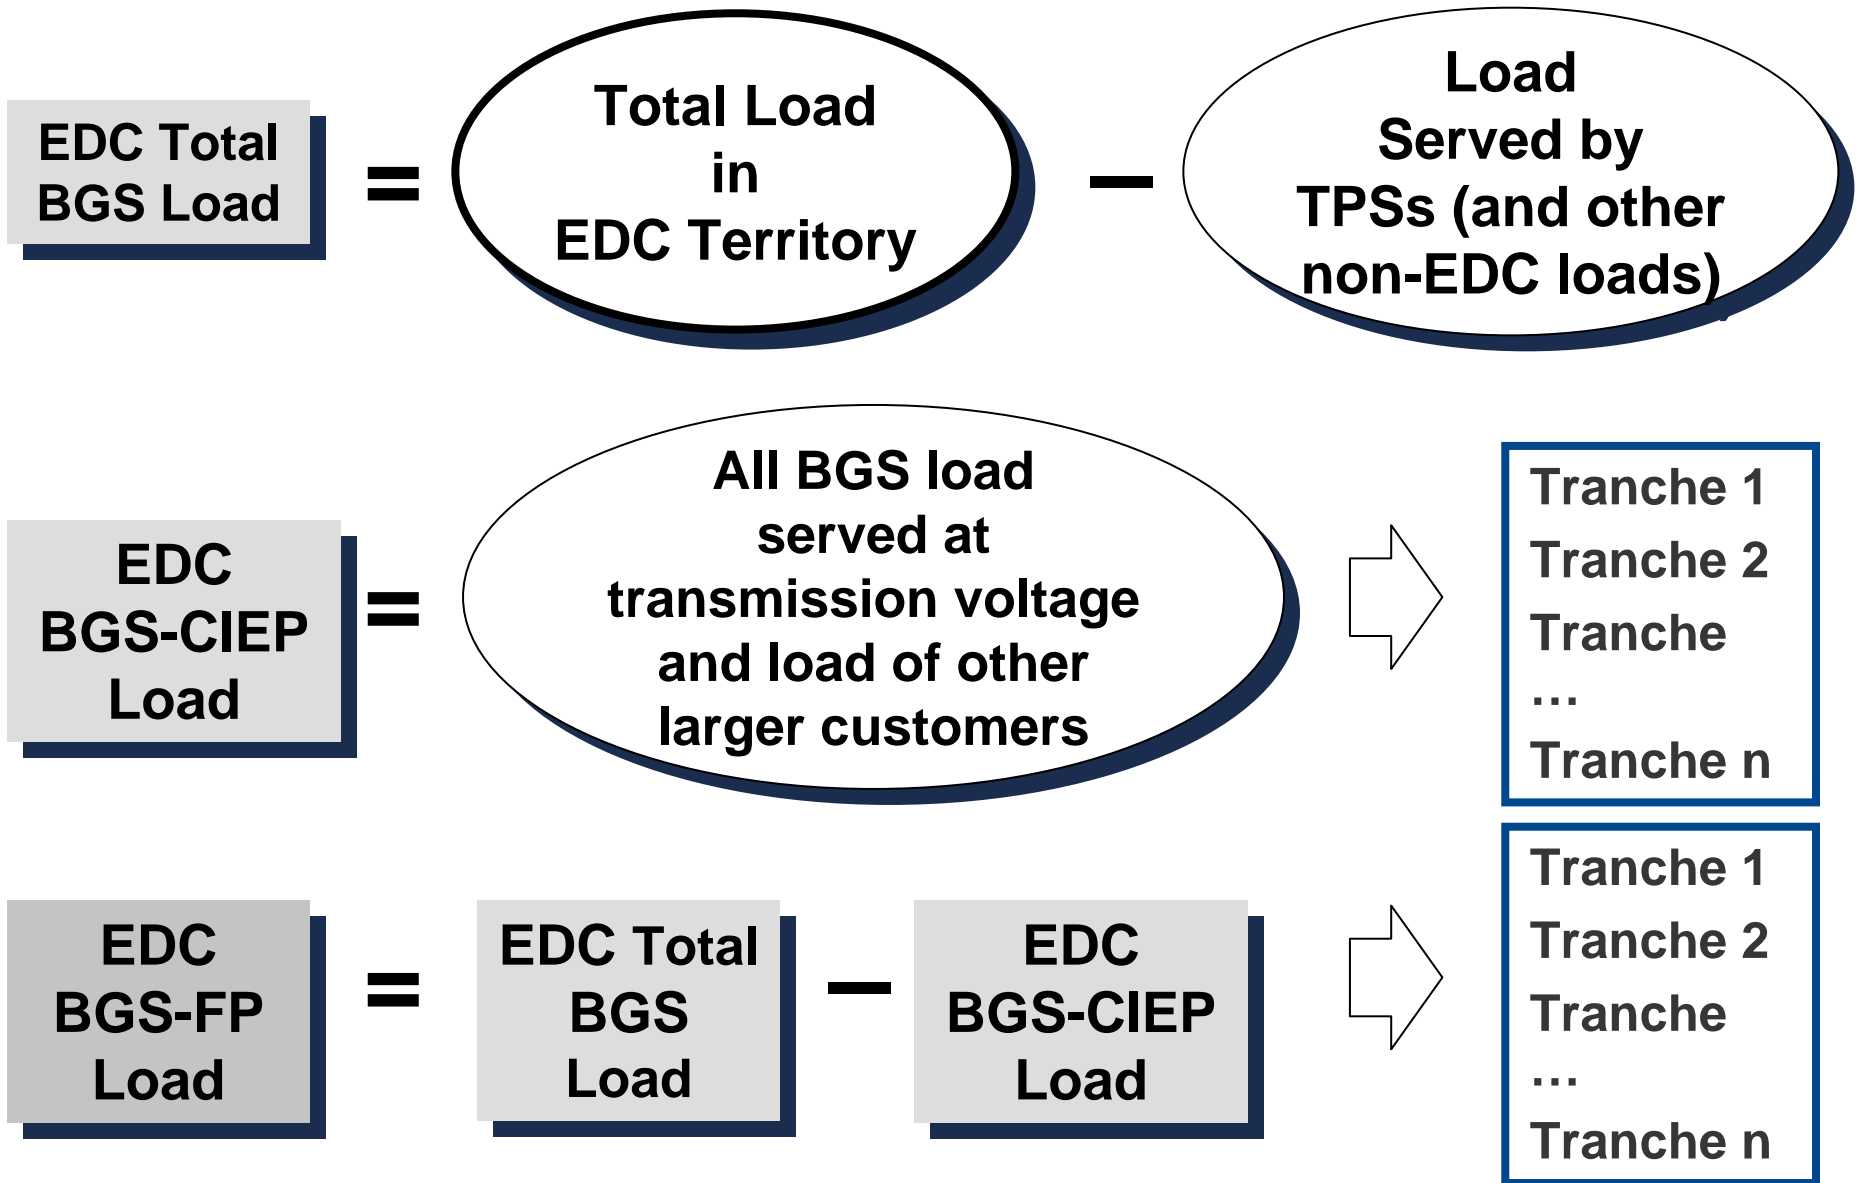 EDC Total
BGS Load
=
Total Load
in
EDC Territory
–
Load
Served by
TPSs (and other
non-EDC loads)
EDC
BGS-CIEP
Load
=
All BGS load
served at
transmission voltage
and load of other
larger customers
Tranche 1
Tranche 2
Tranche
…
Tranche n
EDC
BGS-FP
Load
=
EDC Total
BGS
Load
–
EDC
BGS-CIEP
Load
Tranche 1
Tranche 2
Tranche
…
Tranche n